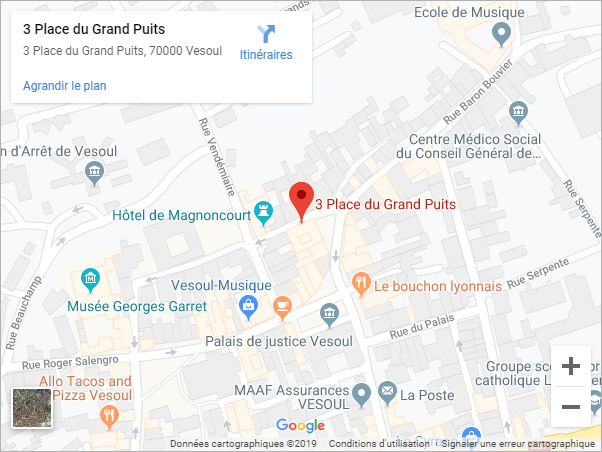 3 Place du Grand Puits
3 Place du Grand Puits, 70000 Vesoul
Itinéraires
Agrandir le plan
Ecole de Musique
Rue Baron Bouvier
Centre Médico Social
du Conseil Général de...
n d'Arrêt de Vesoul
Rue Vendémiaire
Rue Serpente
3 Place du Grand Puits
Hôtel de Magnoncourt
Rue Beauchamp
Musée Georges Garret
Vesoul-Musique
Le bouchon lyonnais
Rue Serpente
Rue du Palais
Palais de justice Vesoul
Rue Roger Salengro
Allo Tacos and
Pizza Vesoul
MAAF Assurances
VESOUL
La Poste
Groupe sco
catholique L
Google
Données cartographiques ©2019
Conditions d'utilisation
Signaler une erreur cartographique